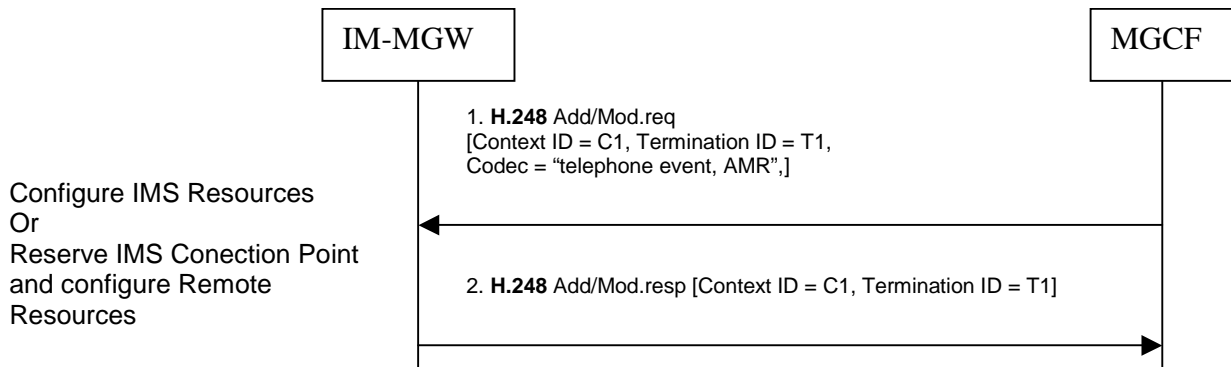 IM-MGW
MGCF
1. H.248 Add/Mod.req
[Context ID = C1, Termination ID = T1,
Codec = “telephone event, AMR”,]
Configure IMS Resources
Or
Reserve IMS Conection Point
and configure Remote
Resources
2. H.248 Add/Mod.resp [Context ID = C1, Termination ID = T1]